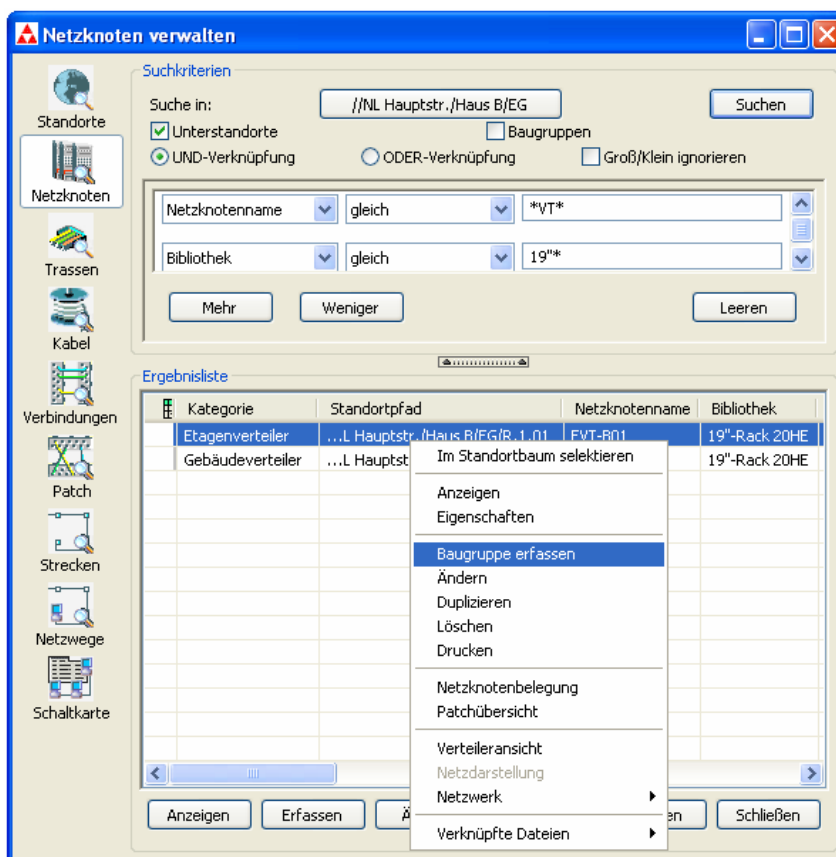 Netzknoten verwalten
Standorte
Netzknoten
Trassen
Kabel
Verbindungen
Patch
Strecken
Netzwege
Schaltkarte
Suchkriterien
Suche in:
//NL Hauptstr./Haus B/EG
Suchen
Unterstandorte
Baugruppen
UND-Verknüpfung
ODER-Verknüpfung
Groß/Klein ignorieren
Netzknotenname
gleich
*VT*
Bibliothek
gleich
19"*
Mehr
Weniger
Leeren
Ergebnisliste
Kategorie Standortpfad Netzknotenname Bibliothek
Etagenverteiler ...L Hauptstr./Haus B/EG/R.1.01 EVT-B01 19"-Rack 20HE
Gebäudeverteiler ...L Hauptst 19"-Rack 20HE
Im Standortbaum selektieren
Anzeigen
Eigenschaften
Baugruppe erfassen
Ändern
Duplizieren
Löschen
Drucken
Netzknotenbelegung
Patchübersicht
Verteileransicht
Netzdarstellung
Netzwerk
Verknüpfte Dateien
Anzeigen
Erfassen
Ä
en
Schließen